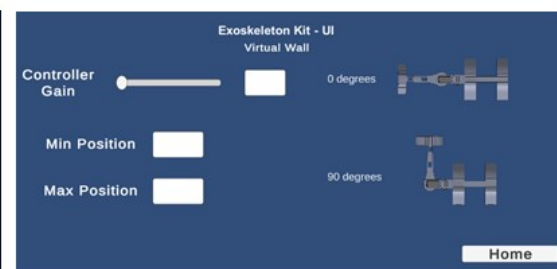 Exoskeleton Kit - UI
Virtual Wall
Controller
Gain
0 degrees
Min Position
Max Position
90 degrees
Home